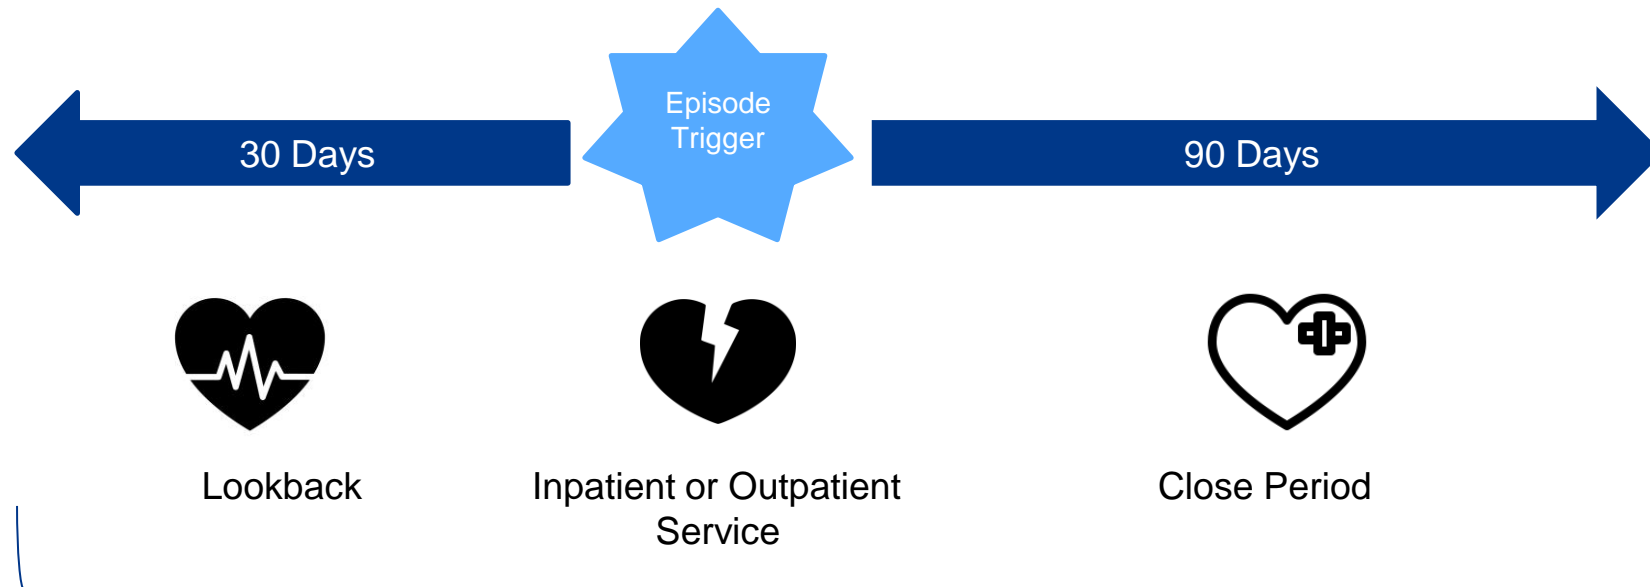 Episode
Trigger
30 Days
90 Days
Lookback
Inpatient or Outpatient
Service
Close Period